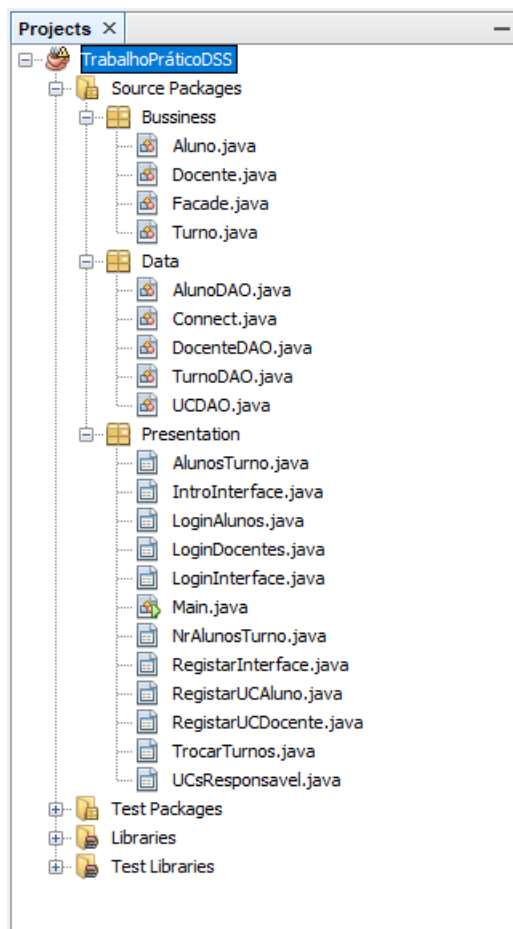 Projects
TrabalhoPráticoDSS
Source Packages
Bussiness
Aluno.java
Docente.java
Facade.java
Turno.java
Data
AlunoDAO.java
Connect.java
DocenteDAO.java
TurnoDAO.java
UCDAO.java
Presentation
AlunosTurno.java
IntroInterface.java
LoginAlunos.java
LoginDocentes.java
LoginInterface.java
Main.java
NrAlunosTurno.java
RegistarInterface.java
RegistarUCAluno.java
RegistarUCDocente.java
TrocarTurnos.java
UCsResponsavel.java
Test Packages
Libraries
Test Libraries